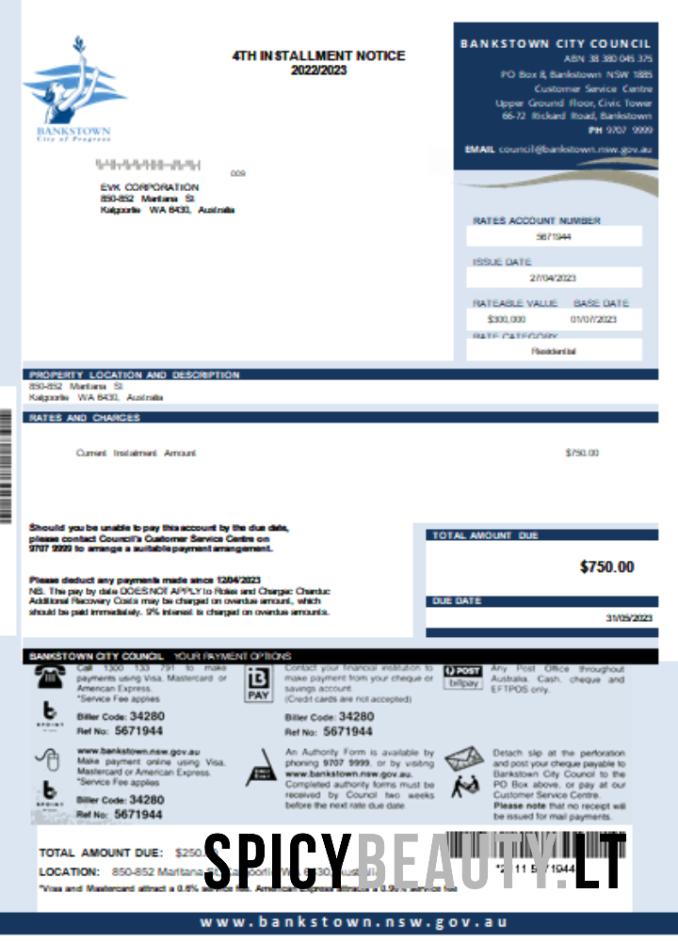 4TH INSTALLMENT NOTICE
2022/2023
BANKSTOWN
City of Progress
BANKSTOWN CITY COUNCIL
ABN 38 380 045 375
PO Box 8, Bankstown NSW 1885
Customer Service Centre
Upper Ground Floor, Civic Tower
66-72 Rickard Road, Bankstown
PH 9707 9999
EMAIL council@bankstown.nsw.gov.au
009
EVK CORPORATION
850-852 Maritana St
Kalgoorlie WA 6430, Australia
RATES ACCOUNT NUMBER
5671944
ISSUE DATE
27/04/2023
RATEABLE VALUE BASE DATE
$300,000 01/07/2023
RATE CATEGORY
Residential
PROPERTY LOCATION AND DESCRIPTION
850-852 Maritana St
Kalgoorlie WA 6430, Australia
RATES AND CHARGES
Current Instalment Amount $750.00
Should you be unable to pay this account by the due date,
please contact Council's Customer Service Centre on
9707 9999 to arrange a suitable payment arrangement.
Please deduct any payments made since 12/04/2023
NB. The pay by date DOES NOT APPLY to
Additional Recovery Costs may be charged on overdue amount, which
should be paid immediately. 9% interest is charged on overdue amounts.
TOTAL AMOUNT DUE
$750.00
DUE DATE
31/05/2023
BANKSTOWN CITY COUNCIL YOUR PAYMENT OPTIONS
Call 1300 133 791 to make
payments using Visa, Mastercard or
American Express.
*Service Fee applies
Biller Code: 34280
Ref No: 5671944
BPOINT
B
PAY
Contact your financial institution to
make payment from your cheque or
savings account.
(Credit cards are not accepted)
Biller Code: 34280
Ref No: 5671944
POST
billpay
Any Post Office throughout
Australia. Cash, cheque and
EFTPOS only.
www.bankstown.nsw.gov.au
Make payment online using Visa,
Mastercard or American Express.
*Service Fee applies
Biller Code: 34280
Ref No: 5671944
BPOINT
An Authority Form is available by
phoning 9707 9999, or by visiting
www.bankstown.nsw.gov.au.
Completed authority forms must be
received by Council two weeks
before the next rate due date.
Detach slip at the perforation
and post your cheque payable to
Bankstown City Council to the
PO Box above, or pay at our
Customer Service Centre.
Please note that no receipt will
be issued for mail payments.
TOTAL AMOUNT DUE: $250.
LOCATION: 850-852 Maritana St, Kalgoorlie WA 6430, Australia
*Visa and Mastercard attract a 0.6% service fee. American Express attracts a service fee
SPICYBEAUTY.LT
www.bankstown.nsw.gov.au